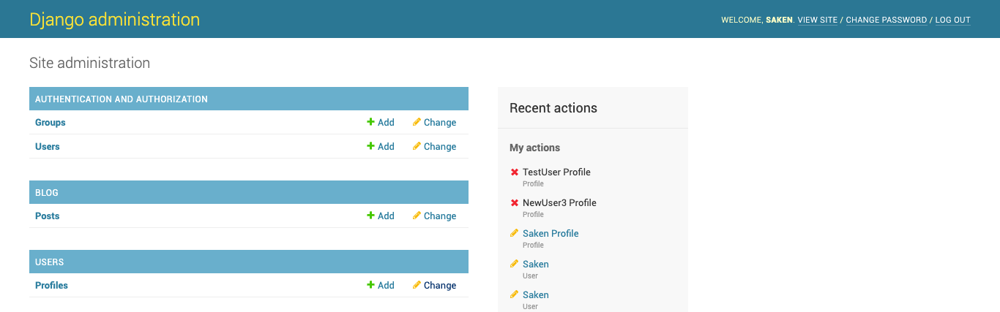 Django administration
WELCOME, SAKEN. VIEW SITE / CHANGE PASSWORD / LOG OUT
Site administration
AUTHENTICATION AND AUTHORIZATION
Groups Add Change
Users Add Change
BLOG
Posts Add Change
USERS
Profiles Add Change
Recent actions
My actions
TestUser Profile
Profile
NewUser3 Profile
Profile
Saken Profile
Profile
Saken
User
Saken
User